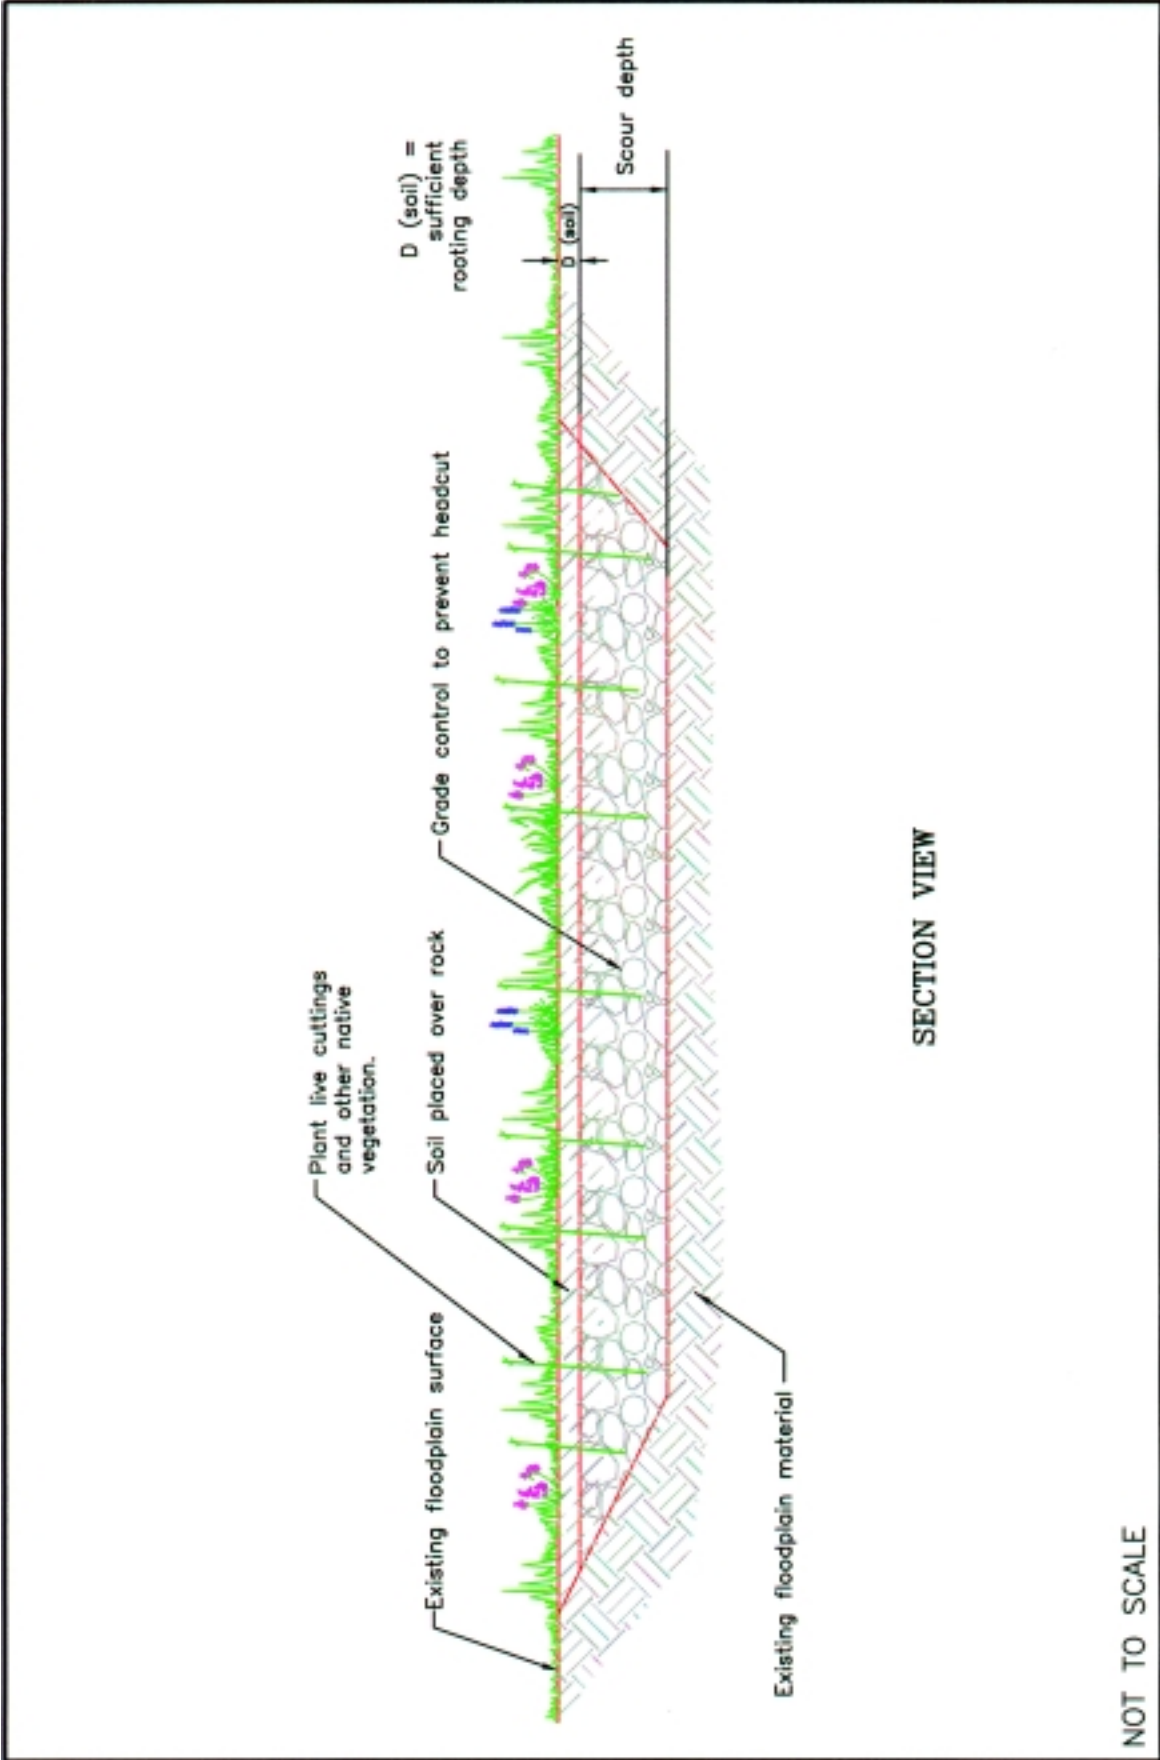 D (soil) =
sufficient
rooting depth
Scour depth
D (soil)
Grade control to prevent headcut
Plant live cuttings
and other native
vegetation.
Soil placed over rock
Existing floodplain surface
Existing floodplain material
SECTION VIEW
NOT TO SCALE